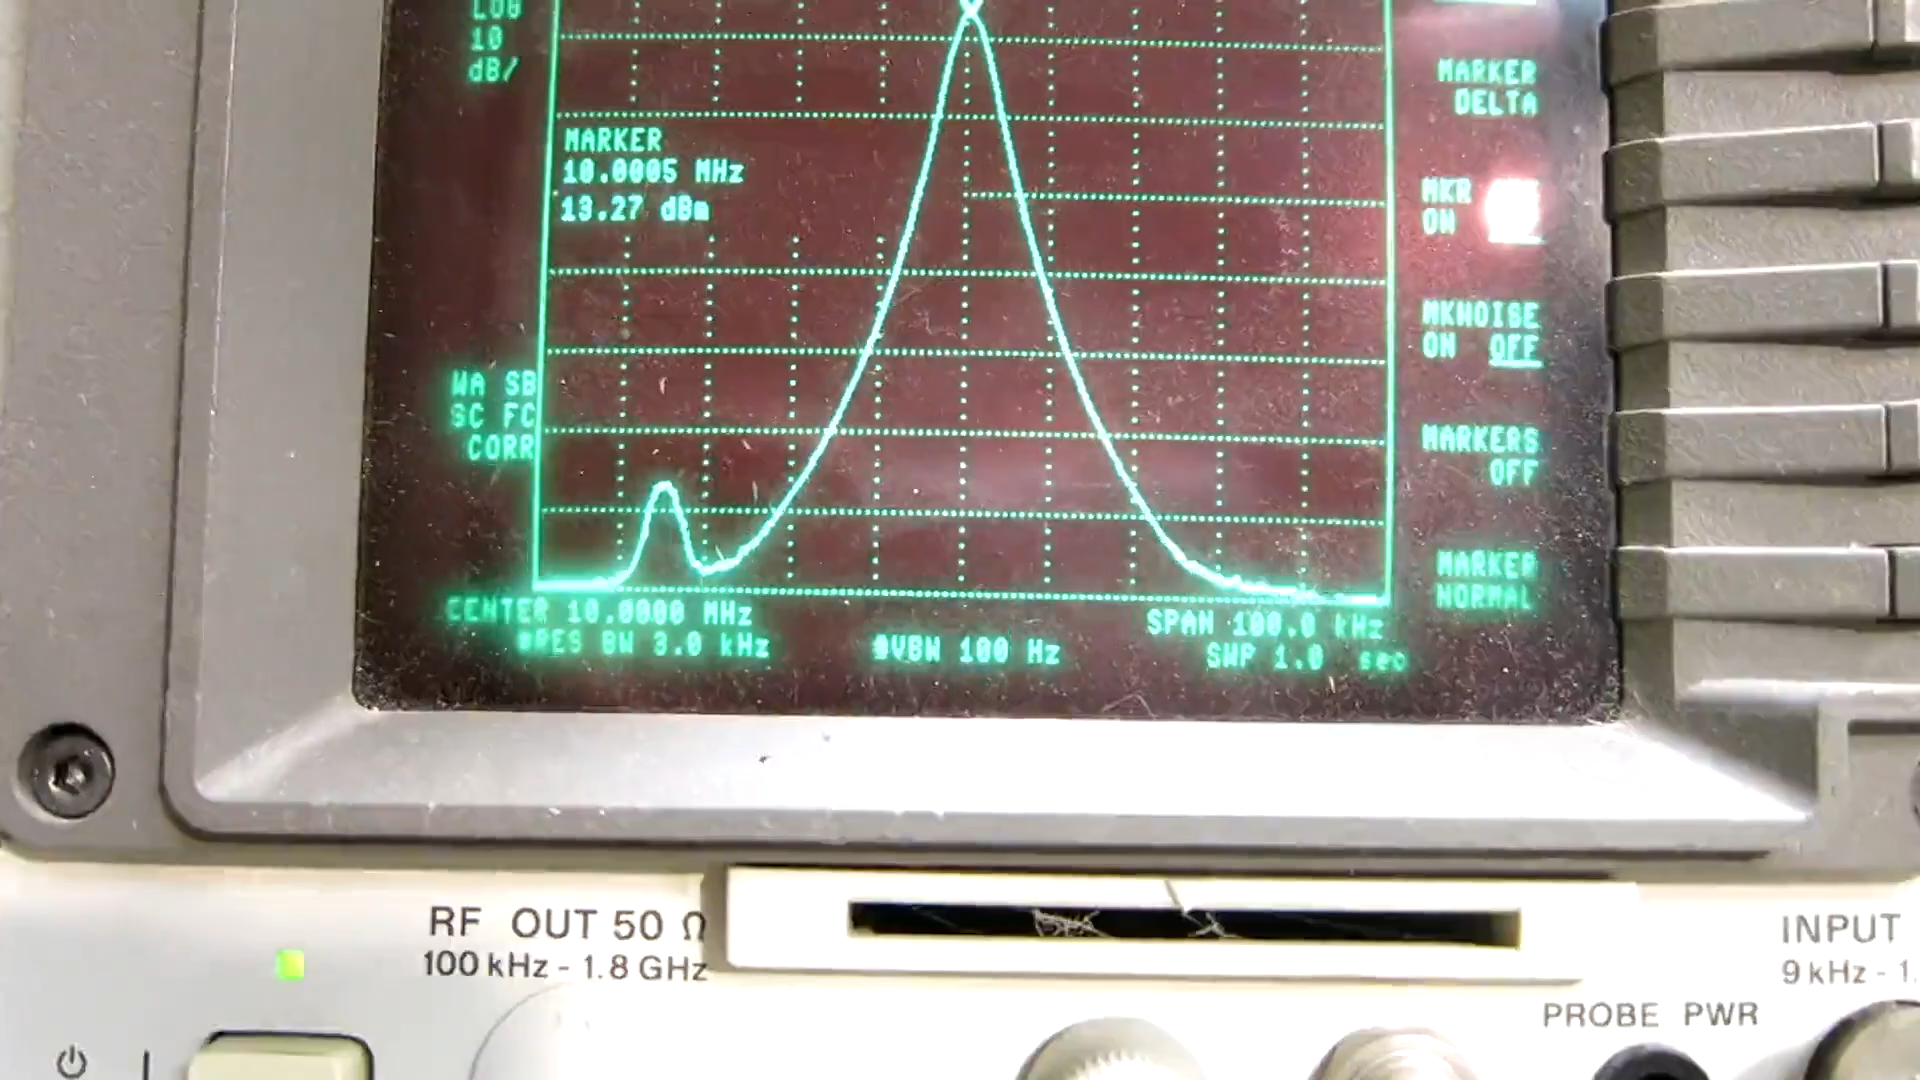 LOG
10
dB/
MARKER
10.0005 MHz
13.27 dBm
WA SB
SC FC
CORR
CENTER 10.0000 MHz
SPAN 100.0 kHz
#RES BW 3.0 kHz
#VBW 100 Hz
SWP 1.0 sec
MARKER
DELTA
MKR
ON
MKNOISE
ON OFF
MARKERS
OFF
MARKER
NORMAL
RF OUT 50 Ω
100 kHz - 1.8 GHz
INPUT
9 kHz - 1.
PROBE PWR